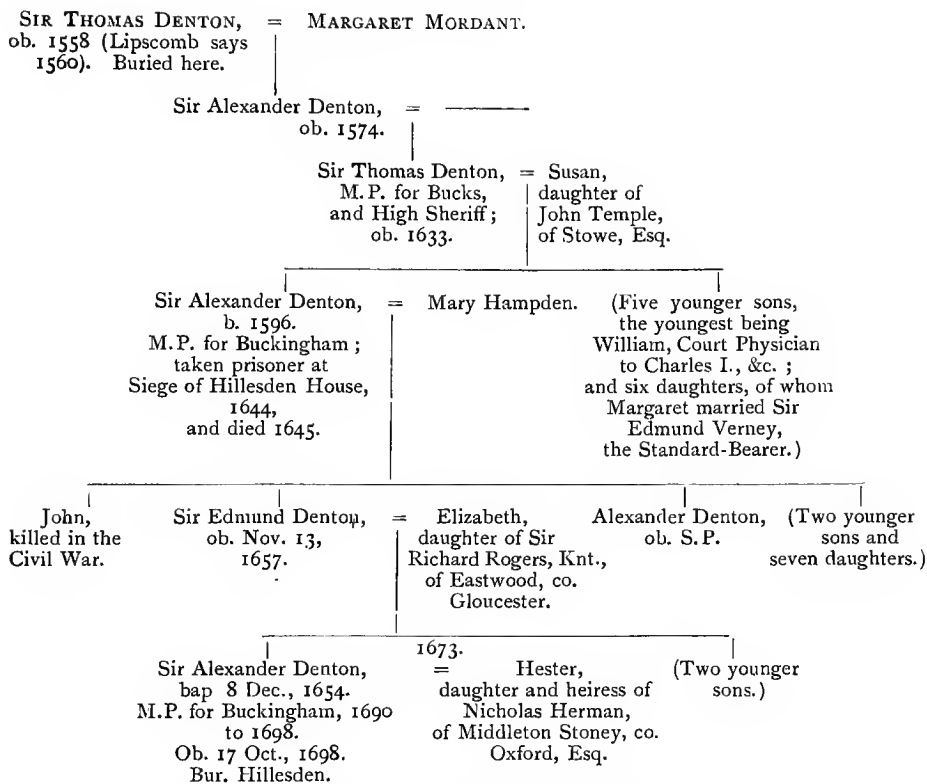 SIR THOMAS DENTON, = MARGARET MORDANT.
ob. 1558 (Lipscomb says
1560). Buried here.
Sir Alexander Denton, =
ob. 1574.
Sir Thomas Denton, = Susan,
M.P. for Bucks, daughter of
and High Sheriff; John Temple,
ob. 1633. of Stowe, Esq.
Sir Alexander Denton, = Mary Hampden.
b. 1596.
M.P. for Buckingham;
taken prisoner at
Siege of Hillesden House,
1644,
and died 1645.
(Five younger sons,
the youngest being
William, Court Physician
to Charles I., &c.;
and six daughters, of whom
Margaret married Sir
Edmund Verney,
the Standard-Bearer.)
John,
killed in the
Civil War.
Sir Edmund Denton, =
ob. Nov. 13,
1657.
Elizabeth,
daughter of Sir
Richard Rogers, Knt.,
of Eastwood, co.
Gloucester.
Alexander Denton,
ob. S.P.
(Two younger
sons and
seven daughters.)
1673.
Sir Alexander Denton, =
bap 8 Dec., 1654.
M.P. for Buckingham, 1690
to 1698.
Ob. 17 Oct., 1698.
Bur. Hillesden.
Hester,
daughter and heiress of
Nicholas Herman,
of Middleton Stoney, co.
Oxford, Esq.
(Two younger
sons.)